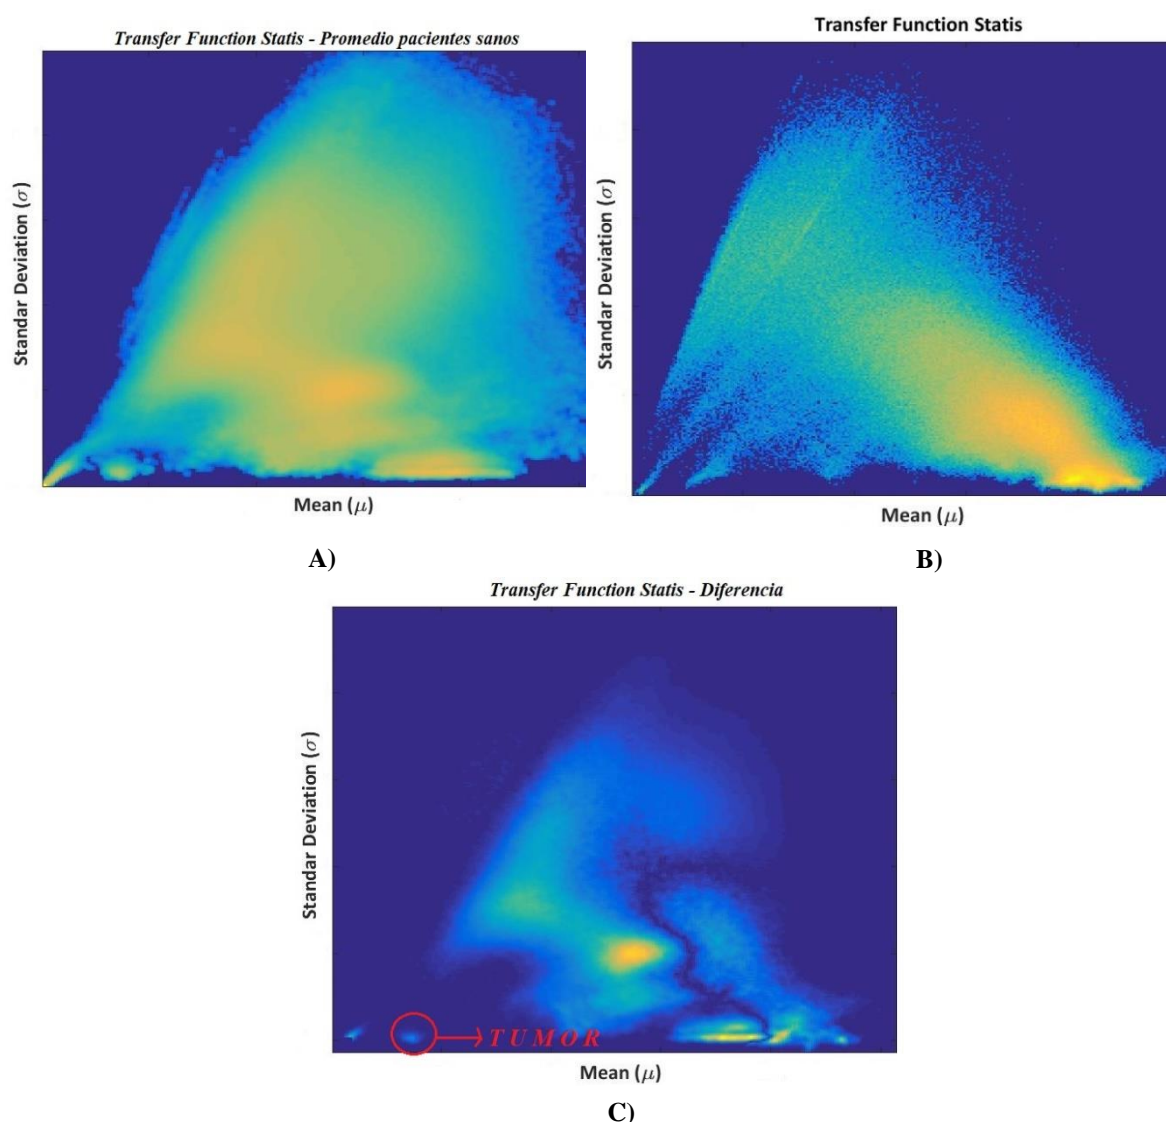 Transfer Function Statis - Promedio pacientes sanos
Standar Deviation (σ)
Mean (μ)
A)
Transfer Function Statis
Standar Deviation (σ)
Mean (μ)
B)
Transfer Function Statis - Diferencia
Standar Deviation (σ)
TUMOR
Mean (μ)
C)